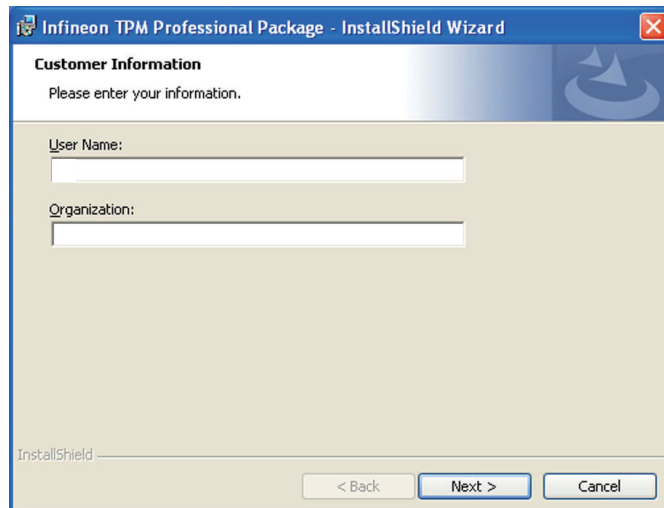 Infineon TPM Professional Package - InstallShield Wizard
Customer Information
Please enter your information.
User Name:
Organization:
InstallShield
< Back Next > Cancel